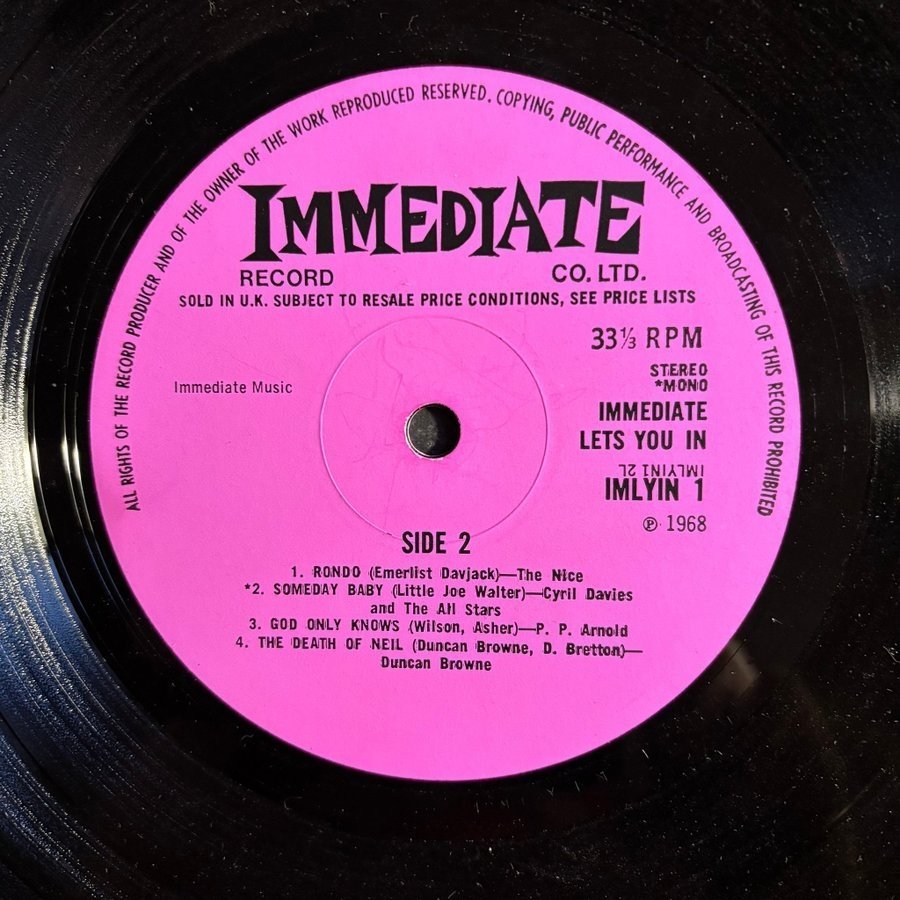 ALL RIGHTS OF THE RECORD PRODUCER AND OF THE OWNER OF THE WORK REPRODUCED RESERVED. COPYING, PUBLIC PERFORMANCE AND BROADCASTING OF THIS RECORD PROHIBITED
IMMEDIATE
RECORD CO. LTD.
SOLD IN U.K. SUBJECT TO RESALE PRICE CONDITIONS, SEE PRICE LISTS
33⅓ RPM
STEREO
*MONO
Immediate Music
IMMEDIATE
LETS YOU IN
IMLYIN1 2L
IMLYIN 1
℗ 1968
SIDE 2
1. RONDO (Emerlist Davjack)—The Nice
*2. SOMEDAY BABY (Little Joe Walter)—Cyril Davies
and The All Stars
3. GOD ONLY KNOWS (Wilson, Asher)—P. P. Arnold
4. THE DEATH OF NEIL (Duncan Browne, D. Bretton)—
Duncan Browne